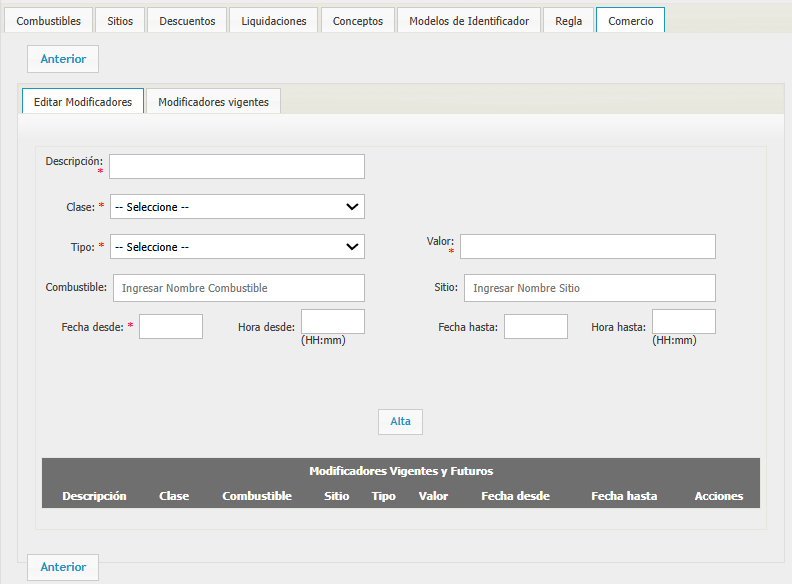 Combustibles Sitios Descuentos Liquidaciones Conceptos Modelos de Identificador Regla Comercio
Anterior
Editar Modificadores Modificadores vigentes
Descripción: *
Clase: * -- Seleccione --
Tipo: * -- Seleccione -- Valor: *
Combustible: Ingresar Nombre Combustible Sitio: Ingresar Nombre Sitio
Fecha desde: * Hora desde: Fecha hasta: Hora hasta:
(HH:mm) (HH:mm)
Alta
Modificadores Vigentes y Futuros
Descripción Clase Combustible Sitio Tipo Valor Fecha desde Fecha hasta Acciones
Anterior